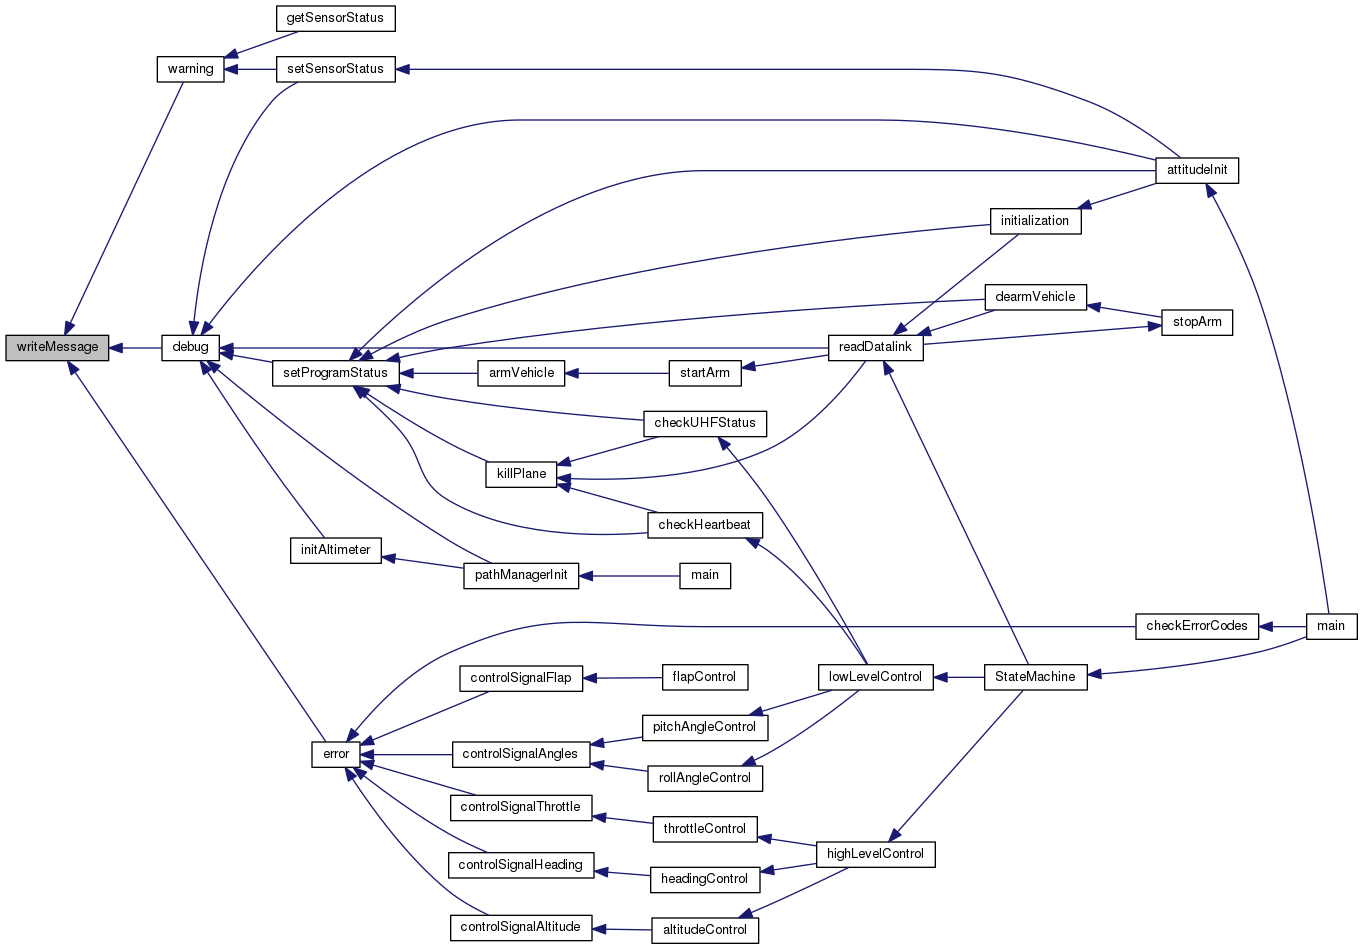 getSensorStatus
warning
setSensorStatus
attitudeInit
initialization
dearmVehicle
stopArm
writeMessage
debug
readDatalink
setProgramStatus
armVehicle
startArm
checkUHFStatus
killPlane
checkHeartbeat
initAltimeter
pathManagerInit
main
checkErrorCodes
main
controlSignalFlap
flapControl
lowLevelControl
StateMachine
pitchAngleControl
error
controlSignalAngles
rollAngleControl
controlSignalThrottle
throttleControl
highLevelControl
controlSignalHeading
headingControl
controlSignalAltitude
altitudeControl